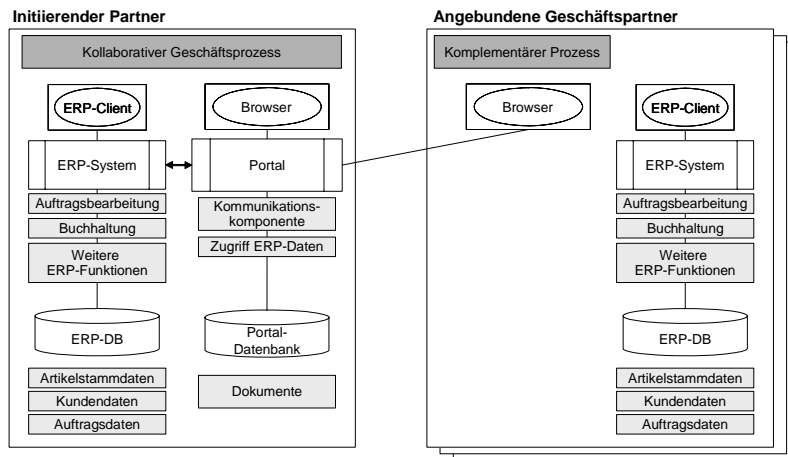 Initiierender Partner
Kollaborativer Geschäftsprozess
ERP-Client
Browser
ERP-System
Portal
Auftragsbearbeitung
Buchhaltung
Weitere
ERP-Funktionen
Kommunikations-
komponente
Zugriff ERP-Daten
ERP-DB
Portal-
Datenbank
Artikelstammdaten
Kundendaten
Auftragsdaten
Dokumente
Angebundene Geschäftspartner
Komplementärer Prozess
Browser
ERP-Client
ERP-System
Auftragsbearbeitung
Buchhaltung
Weitere
ERP-Funktionen
ERP-DB
Artikelstammdaten
Kundendaten
Auftragsdaten